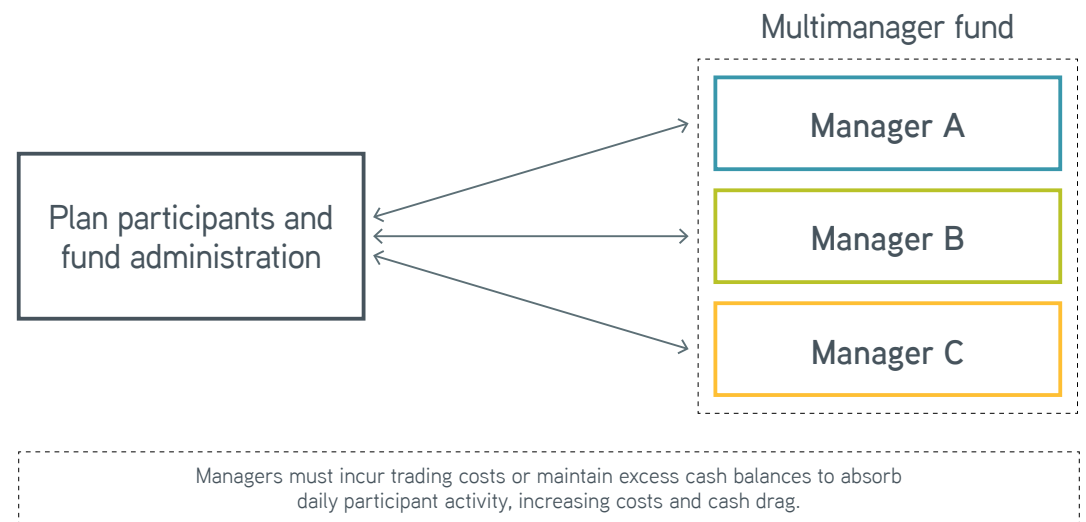 Multimanager fund
Manager A
Plan participants and
fund administration
Manager B
Manager C
Managers must incur trading costs or maintain excess cash balances to absorb
daily participant activity, increasing costs and cash drag.